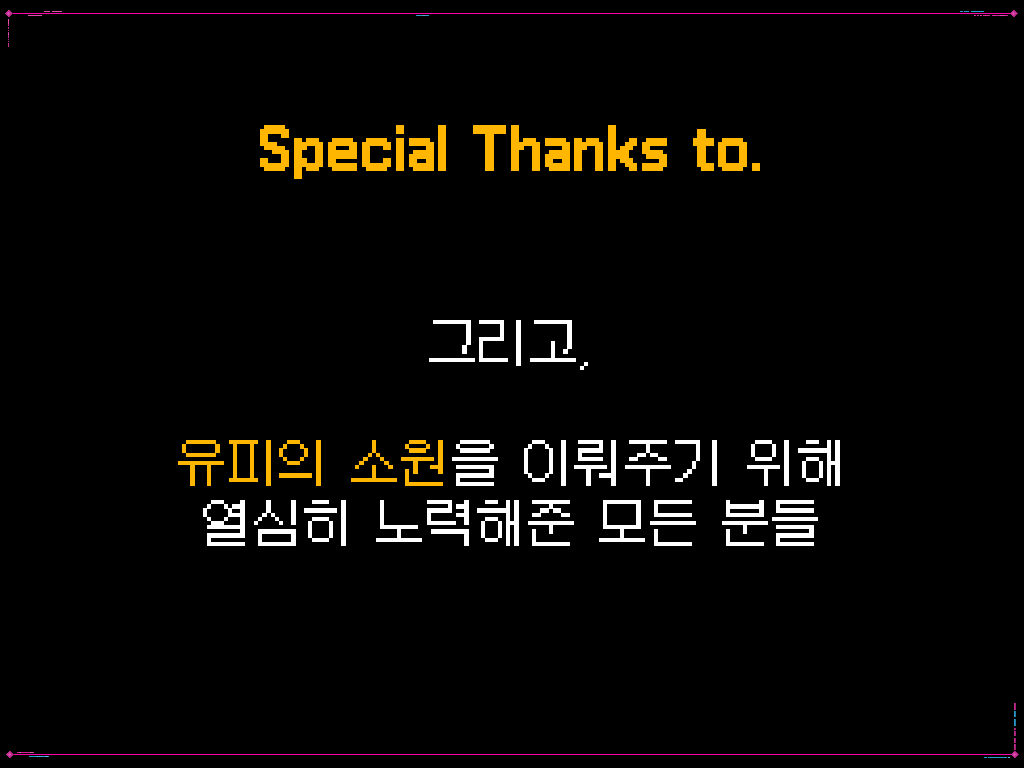 Special Thanks to.
그리고,
유피의 소원을 이뤄주기 위해
열심히 노력해준 모든 분들